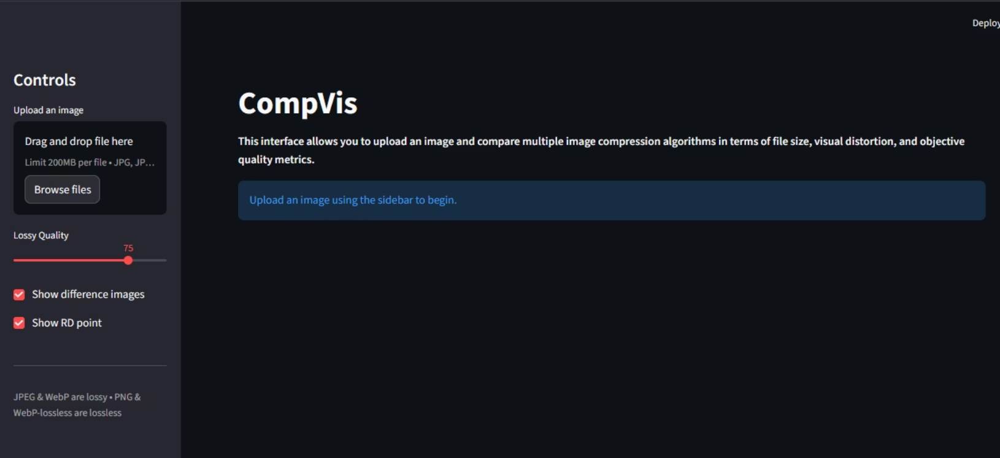 Deploy
Controls
Upload an image
Drag and drop file here
Limit 200MB per file • JPG, JP…
Browse files
Lossy Quality
75
Show difference images
Show RD point
JPEG & WebP are lossy • PNG &
WebP-lossless are lossless
CompVis
This interface allows you to upload an image and compare multiple image compression algorithms in terms of file size, visual distortion, and objective
quality metrics.
Upload an image using the sidebar to begin.